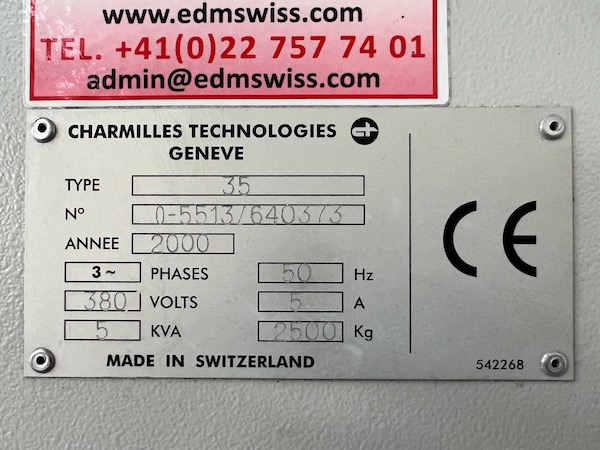 www.edmswiss.com
TEL. +41(0)22 757 74 01
admin@edmswiss.com
CHARMILLES TECHNOLOGIES
GENEVE
TYPE 35
Nº 0-5513/640373
ANNEE 2000
3~ PHASES 50 Hz
380 VOLTS 5 A
5 KVA 2500 Kg
MADE IN SWITZERLAND
CE
542268